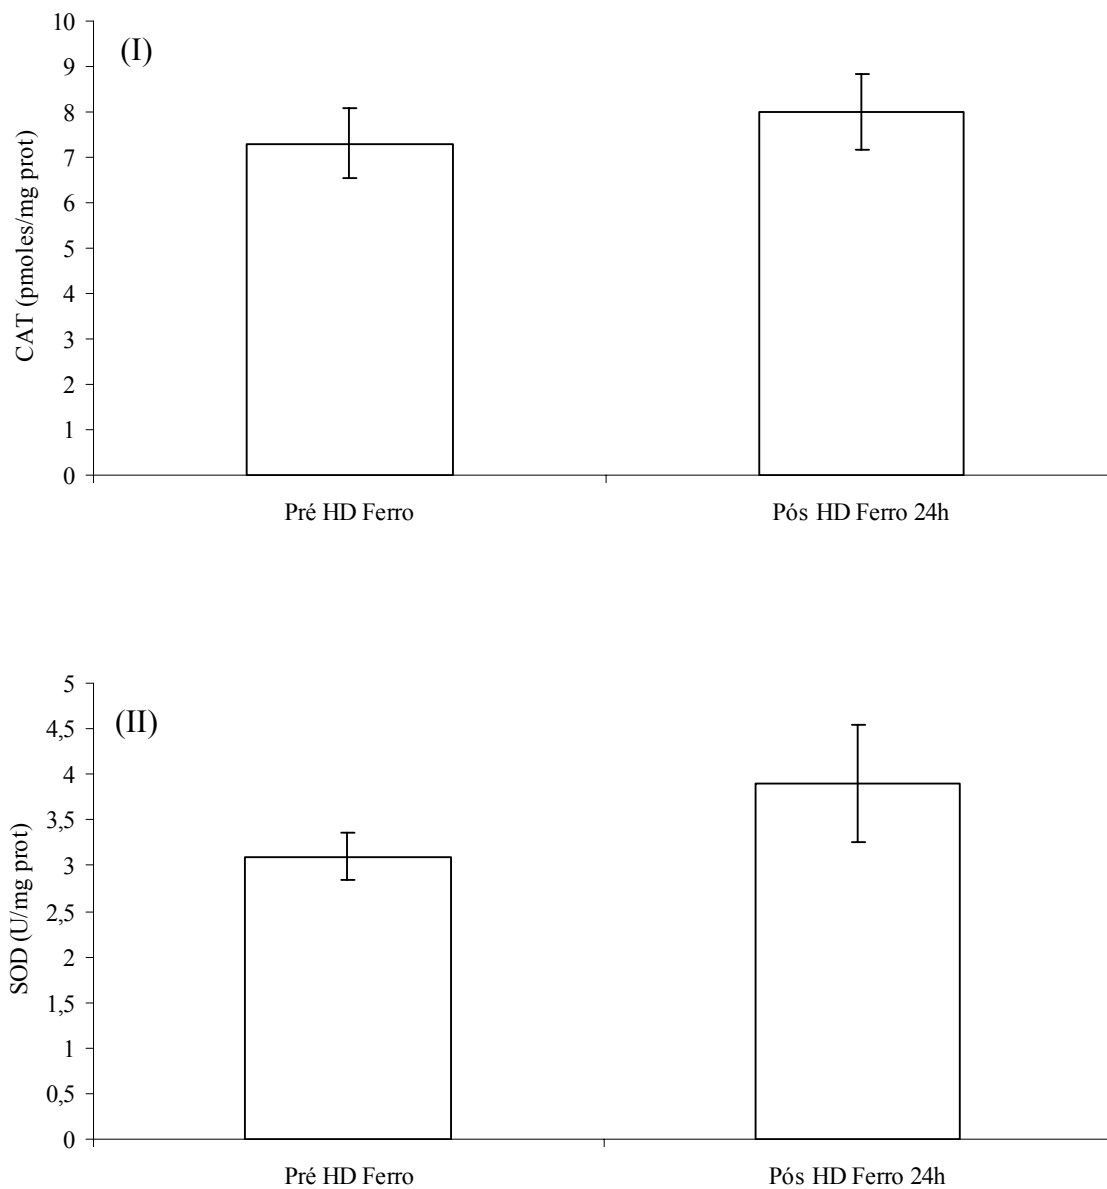 (I)
CAT (pmoles/mg prot)
10
9
8
7
6
5
4
3
2
1
0
Pré HD Ferro
Pós HD Ferro 24h
(II)
SOD (U/mg prot)
5
4,5
4
3,5
3
2,5
2
1,5
1
0,5
0
Pré HD Ferro
Pós HD Ferro 24h